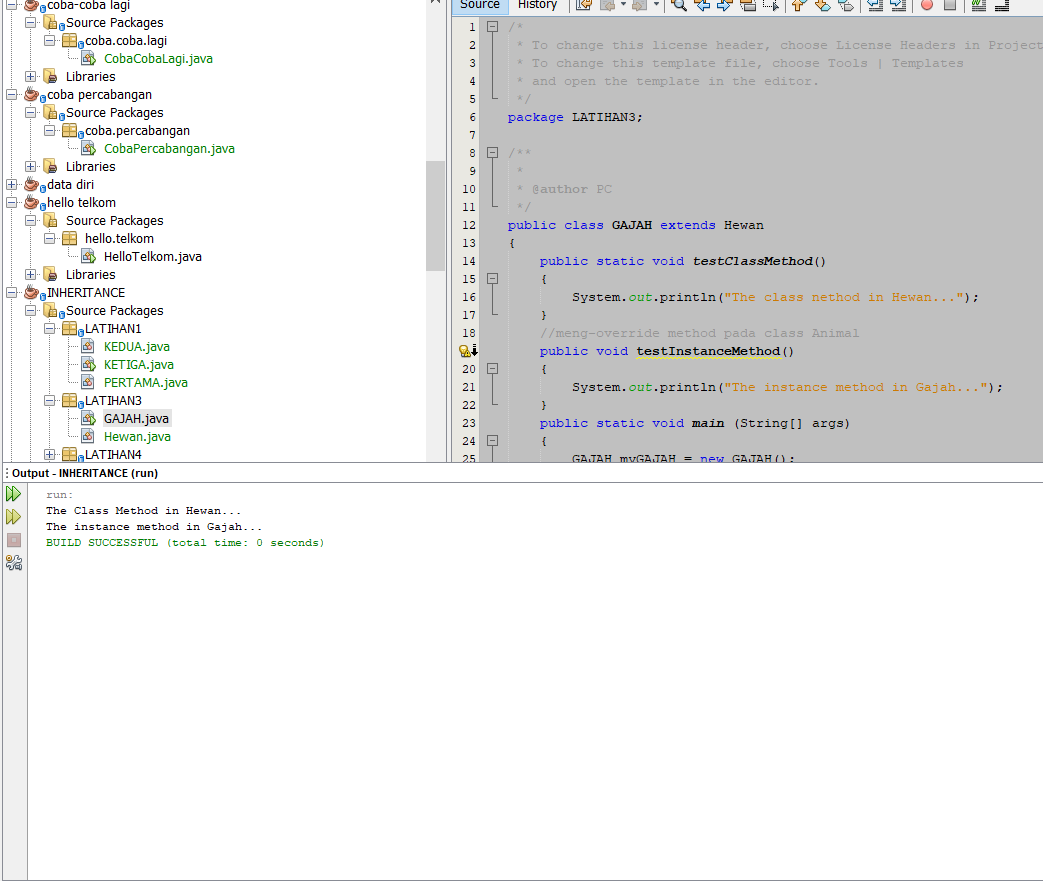 coba-coba lagi
Source Packages
coba.coba.lagi
CobaCobaLagi.java
Libraries
coba percabangan
Source Packages
coba.percabangan
CobaPercabangan.java
Libraries
data diri
hello telkom
Source Packages
hello.telkom
HelloTelkom.java
Libraries
INHERITANCE
Source Packages
LATIHAN1
KEDUA.java
KETIGA.java
PERTAMA.java
LATIHAN3
GAJAH.java
Hewan.java
LATIHAN4
Source History
1 /*
2 * To change this license header, choose License Headers in Project
3 * To change this template file, choose Tools | Templates
4 * and open the template in the editor.
5 */
6 package LATIHAN3;
7
8 /**
9 *
10 * @author PC
11 */
12 public class GAJAH extends Hewan
13 {
14 public static void testClassMethod()
15 {
16 System.out.println("The class nethod in Hewan...");
17 }
18 //meng-override method pada class Animal
public void testInstanceMethod()
20 {
21 System.out.println("The instance method in Gajah...");
22 }
23 public static void main (String[] args)
24 {
25 GAJAH myGAJAH = new GAJAH();
Output - INHERITANCE (run)
run:
The Class Method in Hewan...
The instance method in Gajah...
BUILD SUCCESSFUL (total time: 0 seconds)